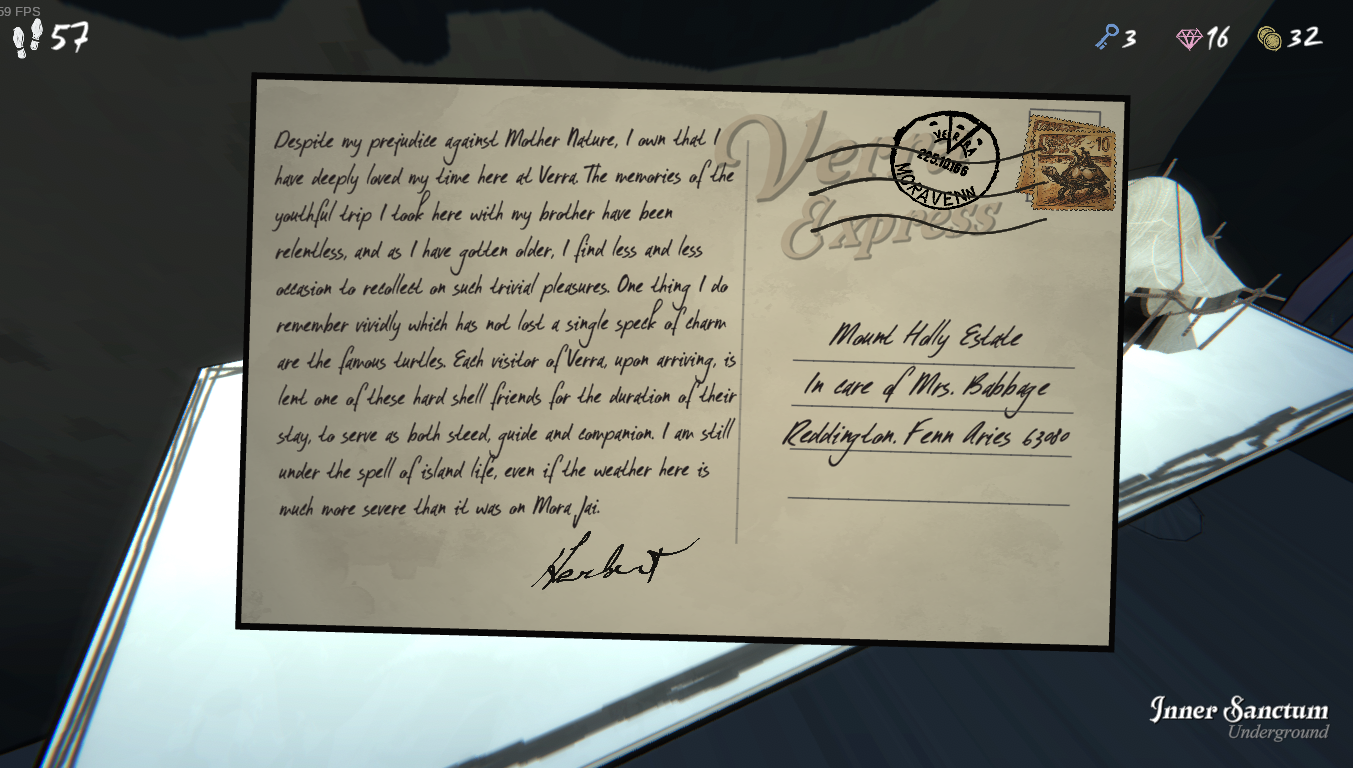 59 FPS
57
3
16
32
Despite my prejudice against Mother Nature, I own that I
have deeply loved my time here at Verra. The memories of the
youthful trip I took here with my brother have been
relentless, and as I have gotten older, I find less and less
occasion to recollect on such trivial pleasures. One thing I do
remember vividly which has not lost a single speck of charm
are the famous turtles. Each visitor of Verra, upon arriving, is
lent one of these hard shell friends for the duration of their
stay, to serve as both steed, guide and companion. I am still
under the spell of island life, even if the weather here is
much more severe than it was on Mora Jai.
Herbert
Verra
Express
VERRA
MORAVENN
10
Mount Holly Estate
In care of Mrs. Babbage
Reddington. Fenn Aries 63080
Inner Sanctum
Underground